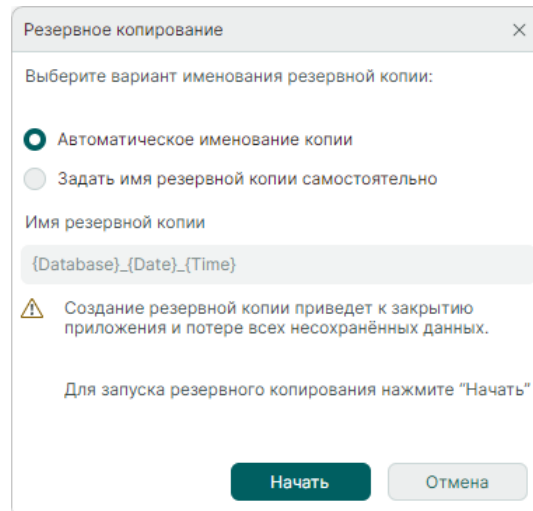 Резервное копирование
Выберите вариант именования резервной копии:
Автоматическое именование копии
Задать имя резервной копии самостоятельно
Имя резервной копии
{Database}_{Date}_{Time}
Создание резервной копии приведет к закрытию
приложения и потере всех несохранённых данных.
Для запуска резервного копирования нажмите "Начать"
Начать
Отмена